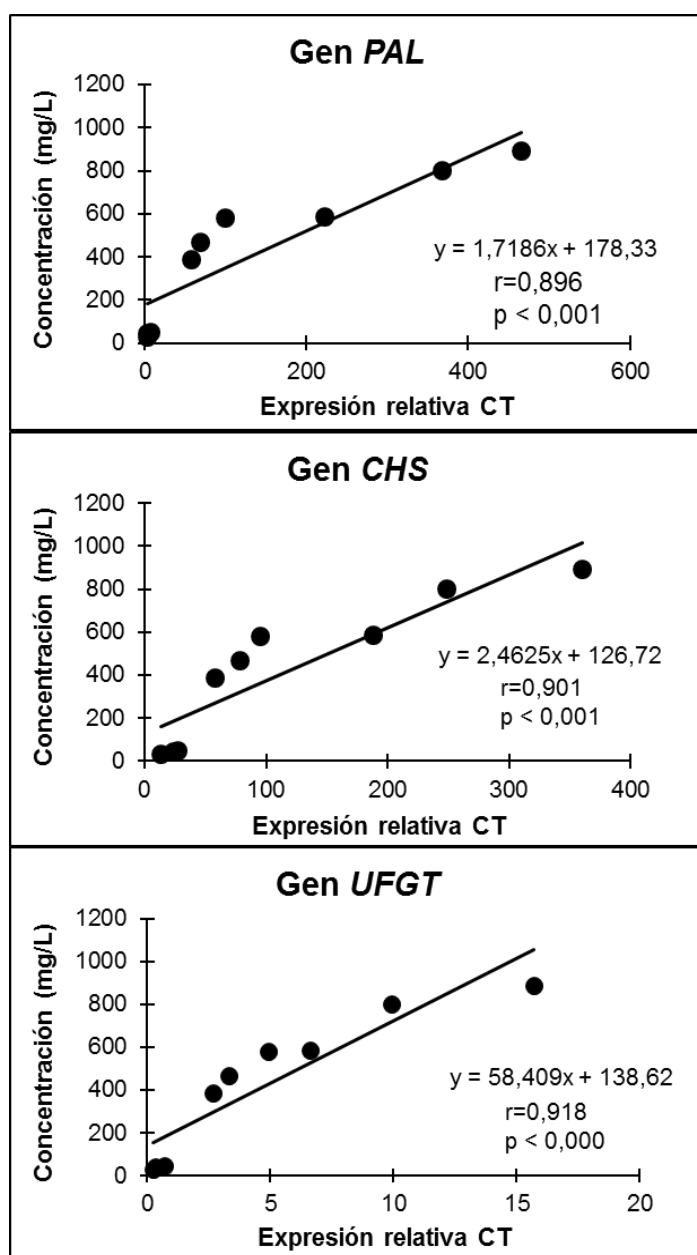 Gen PAL
Concentración (mg/L)
1200
1000
800
600
400
200
0
y = 1,7186x + 178,33
r=0,896
p < 0,001
0 200 400 600
Expresión relativa CT
Gen CHS
Concentración (mg/L)
1200
1000
800
600
400
200
0
y = 2,4625x + 126,72
r=0,901
p < 0,001
0 100 200 300 400
Expresión relativa CT
Gen UFGT
Concentración (mg/L)
1200
1000
800
600
400
200
0
y = 58,409x + 138,62
r=0,918
p < 0,000
0 5 10 15 20
Expresión relativa CT